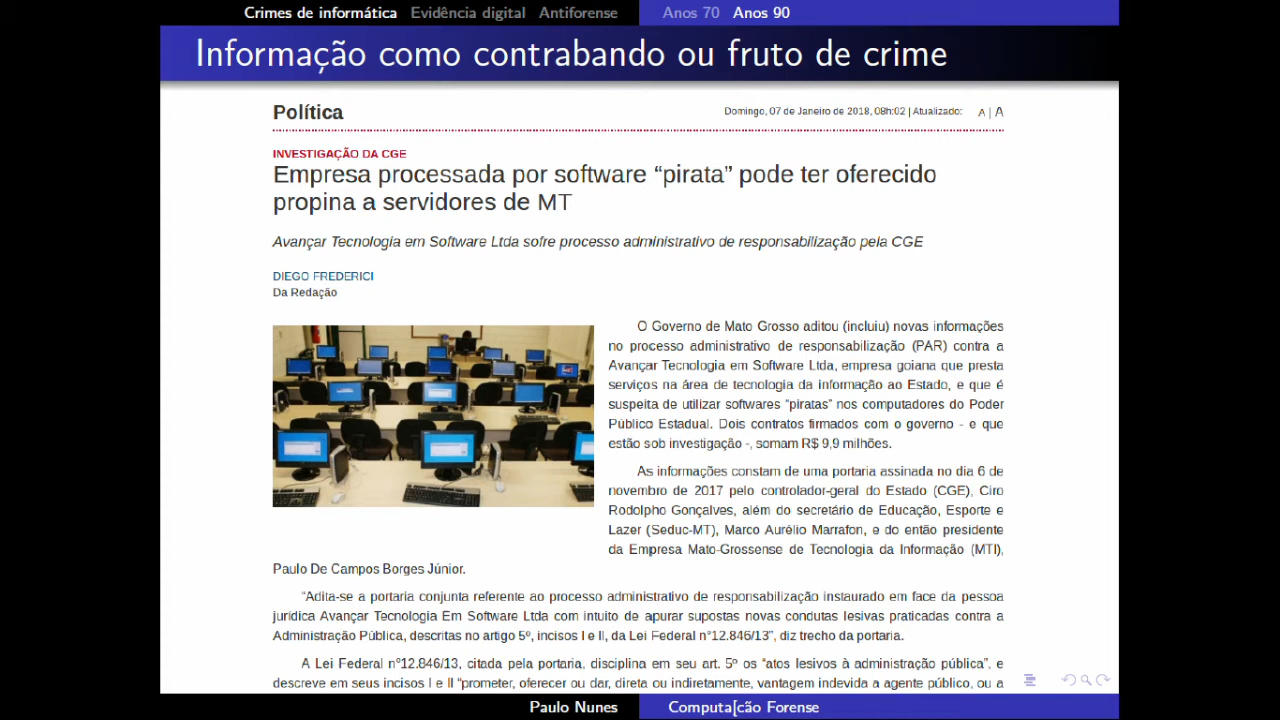 Crimes de informática Evidência digital Antiforense Anos 70 Anos 90
Informação como contrabando ou fruto de crime
Política Domingo, 07 de Janeiro de 2018, 08h:02 | Atualizado: A | A
INVESTIGAÇÃO DA CGE
Empresa processada por software “pirata” pode ter oferecido
propina a servidores de MT
Avançar Tecnologia em Software Ltda sofre processo administrativo de responsabilização pela CGE
DIEGO FREDERICI
Da Redação
O Governo de Mato Grosso aditou (incluiu) novas informações
no processo administrativo de responsabilização (PAR) contra a
Avançar Tecnologia em Software Ltda, empresa goiana que presta
serviços na área de tecnologia da informação ao Estado, e que é
suspeita de utilizar softwares “piratas” nos computadores do Poder
Público Estadual. Dois contratos firmados com o governo - e que
estão sob investigação -, somam R$ 9,9 milhões.
As informações constam de uma portaria assinada no dia 6 de
novembro de 2017 pelo controlador-geral do Estado (CGE), Ciro
Rodolpho Gonçalves, além do secretário de Educação, Esporte e
Lazer (Seduc-MT), Marco Aurélio Marrafon, e do então presidente
da Empresa Mato-Grossense de Tecnologia da Informação (MTI),
Paulo De Campos Borges Júnior.
“Adita-se a portaria conjunta referente ao processo administrativo de responsabilização instaurado em face da pessoa
jurídica Avançar Tecnologia Em Software Ltda com intuito de apurar supostas novas condutas lesivas praticadas contra a
Administração Pública, descritas no artigo 5º, incisos I e II, da Lei Federal n°12.846/13”, diz trecho da portaria.
A Lei Federal n°12.846/13, citada pela portaria, disciplina em seu art. 5º os “atos lesivos à administração pública”, e
descreve em seus incisos I e II “prometer, oferecer ou dar, direta ou indiretamente, vantagem indevida a agente público, ou a
Paulo Nunes Computa[cão Forense